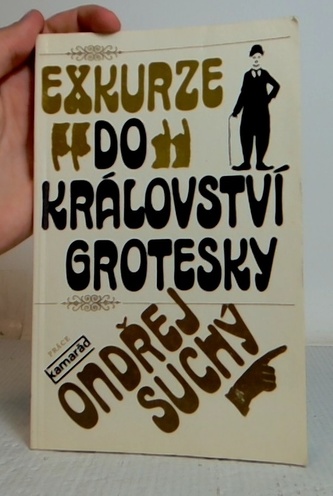 EXKURZE
DO
KRÁLOVSTVÍ
GROTESKY
ONDŘEJ
SUCHÝ
PRÁCE
kamarád